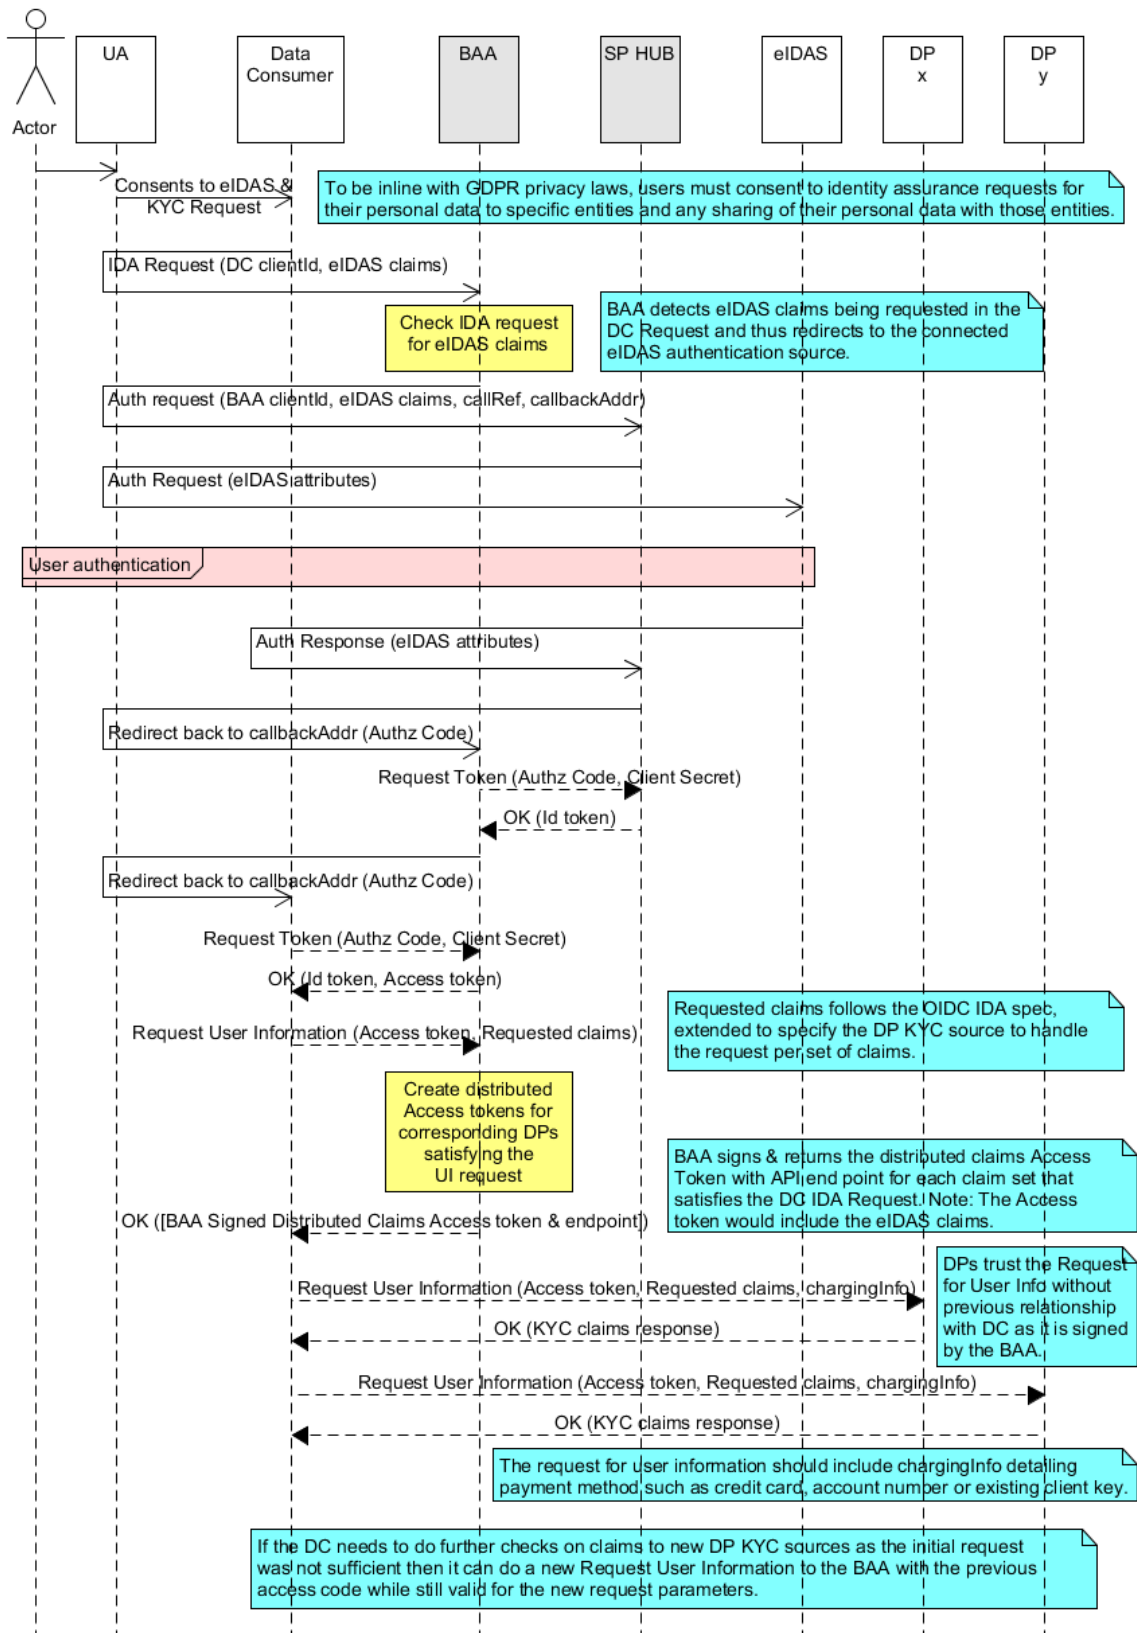 Actor
UA
Data
Consumer
BAA
SP HUB
eIDAS
DP
x
DP
y
Consents to eIDAS &
KYC Request
To be inline with GDPR privacy laws, users must consent to identity assurance requests for
their personal data to specific entities and any sharing of their personal data with those entities.
IDA Request (DC clientId, eIDAS claims)
Check IDA request
for eIDAS claims
BAA detects eIDAS claims being requested in the
DC Request and thus redirects to the connected
eIDAS authentication source.
Auth request (BAA clientId, eIDAS claims, callRef, callbackAddr)
Auth Request (eIDAS attributes)
User authentication
Auth Response (eIDAS attributes)
Redirect back to callbackAddr (Authz Code)
Request Token (Authz Code, Client Secret)
OK (Id token)
Redirect back to callbackAddr (Authz Code)
Request Token (Authz Code, Client Secret)
OK (Id token, Access token)
Requested claims follows the OIDC IDA spec,
extended to specify the DP KYC source to handle
the request per set of claims.
Request User Information (Access token, Requested claims)
Create distributed
Access tokens for
corresponding DPs
satisfying the
UI request
BAA signs & returns the distributed claims Access
Token with API end point for each claim set that
satisfies the DC IDA Request. Note: The Access
token would include the eIDAS claims.
OK ([BAA Signed Distributed Claims Access token & endpoint])
DPs trust the Request
for User Info without
previous relationship
with DC as it is signed
by the BAA.
Request User Information (Access token, Requested claims, chargingInfo)
OK (KYC claims response)
Request User Information (Access token, Requested claims, chargingInfo)
OK (KYC claims response)
The request for user information should include chargingInfo detailing
payment method such as credit card, account number or existing client key.
If the DC needs to do further checks on claims to new DP KYC sources as the initial request
was not sufficient then it can do a new Request User Information to the BAA with the previous
access code while still valid for the new request parameters.